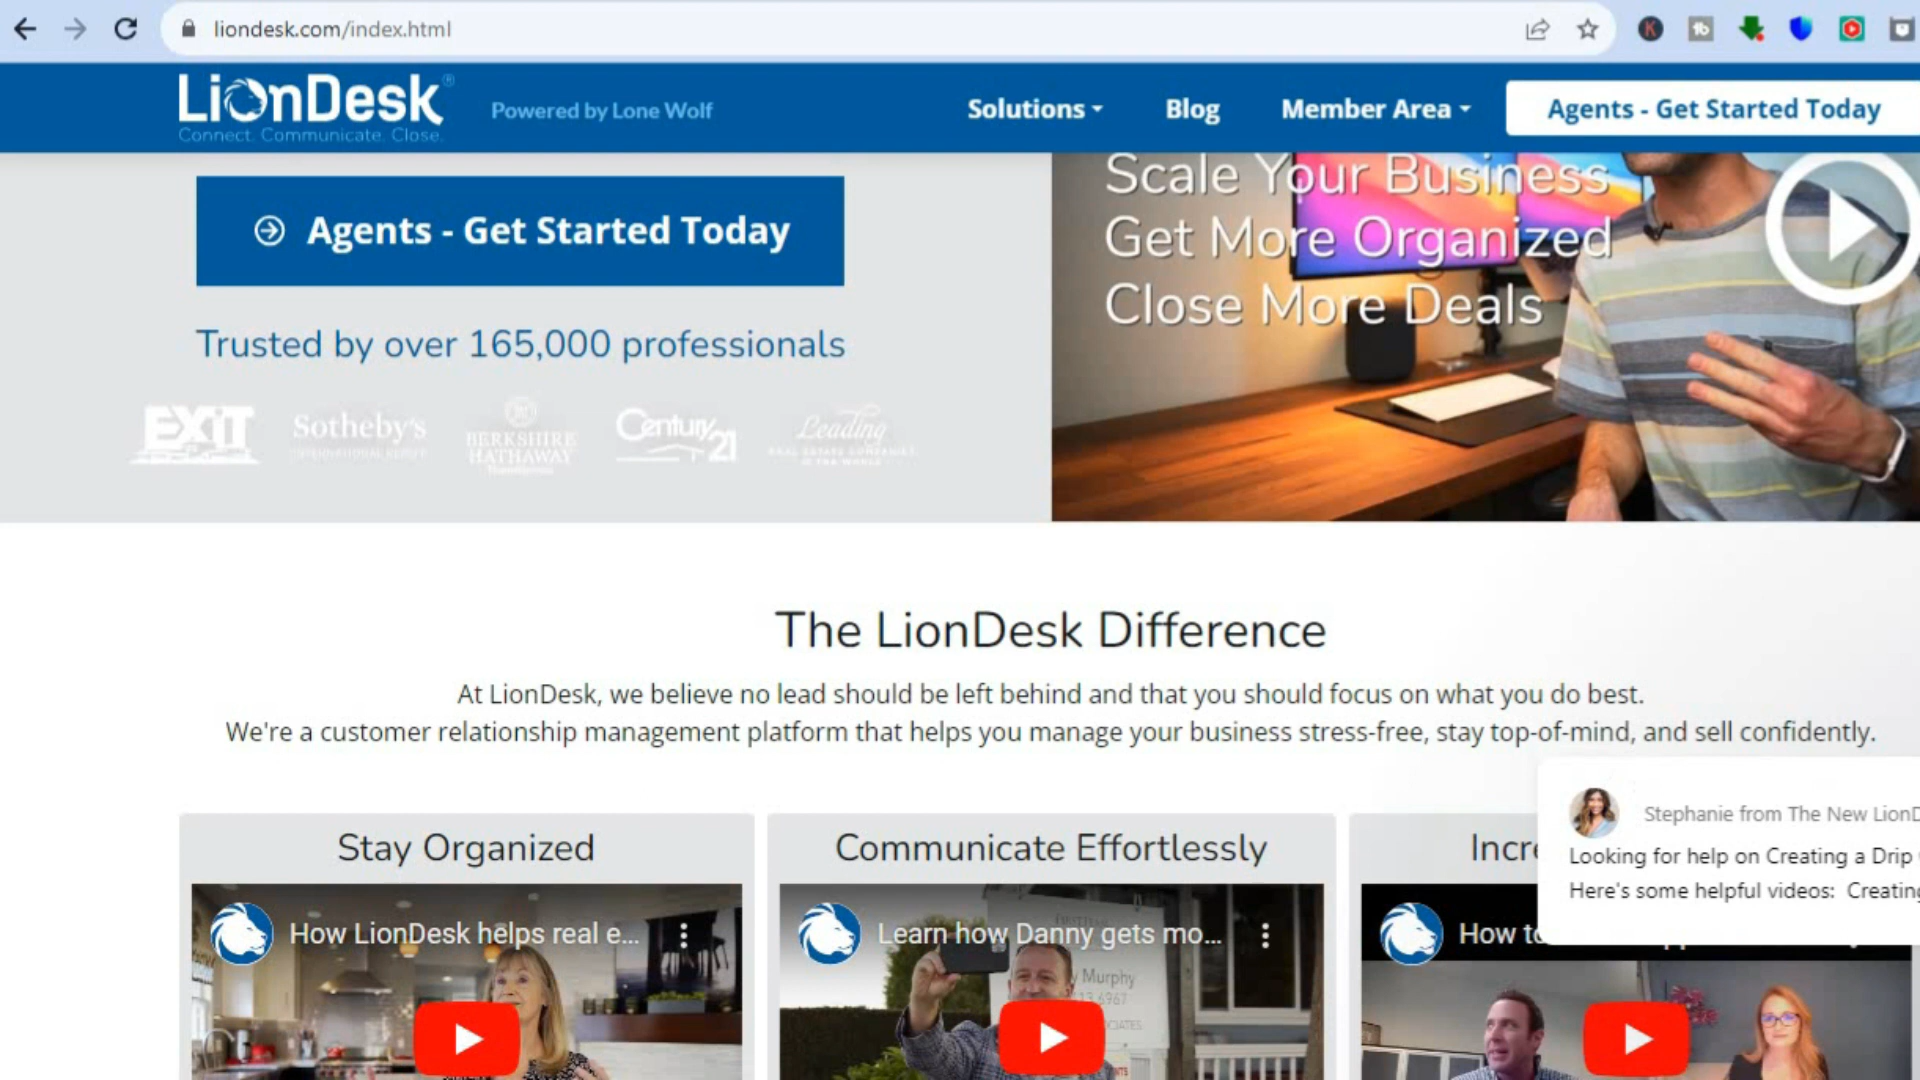 liondesk.com/index.html
LionDesk®
Connect. Communicate. Close.
Powered by Lone Wolf
Solutions
Blog
Member Area
Agents - Get Started Today
Agents - Get Started Today
Trusted by over 165,000 professionals
EXIT
Sotheby's
INTERNATIONAL REALTY
BERKSHIRE
HATHAWAY
HomeServices
Century 21
Leading
REAL ESTATE COMPANIES
OF THE WORLD
Scale Your Business
Get More Organized
Close More Deals
The LionDesk Difference
At LionDesk, we believe no lead should be left behind and that you should focus on what you do best.
We're a customer relationship management platform that helps you manage your business stress-free, stay top-of-mind, and sell confidently.
Stay Organized
How LionDesk helps real e...
Communicate Effortlessly
Learn how Danny gets mo...
Murphy
Incre
How to
Stephanie from The New LionD
Looking for help on Creating a Drip
Here's some helpful videos: Creating